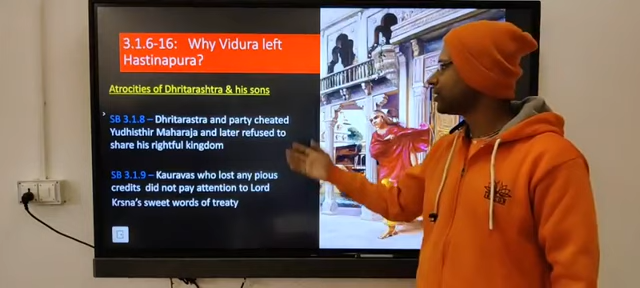 3.1.6-16: Why Vidura left
Hastinapura?
Atrocities of Dhritarashtra & his sons
SB 3.1.8 – Dhritarastra and party cheated
Yudhisthir Maharaja and later refused to
share his rightful kingdom
SB 3.1.9 – Kauravas who lost any pious
credits did not pay attention to Lord
Krsna's sweet words of treaty
G